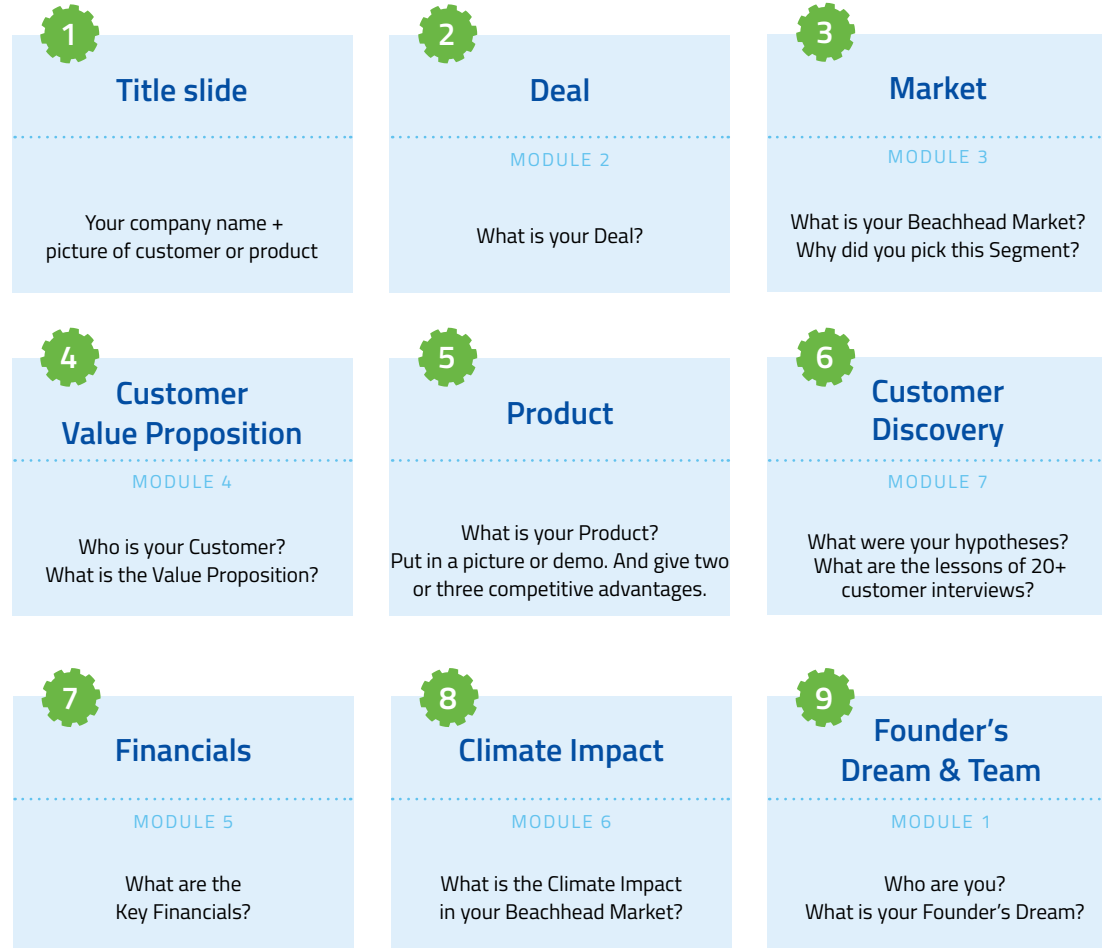 1
Title slide
Your company name +
picture of customer or product
2
Deal
MODULE 2
What is your Deal?
3
Market
MODULE 3
What is your Beachhead Market?
Why did you pick this Segment?
4
Customer
Value Proposition
MODULE 4
Who is your Customer?
What is the Value Proposition?
5
Product
What is your Product?
Put in a picture or demo. And give two
or three competitive advantages.
6
Customer
Discovery
MODULE 7
What were your hypotheses?
What are the lessons of 20+
customer interviews?
7
Financials
MODULE 5
What are the
Key Financials?
8
Climate Impact
MODULE 6
What is the Climate Impact
in your Beachhead Market?
9
Founder’s
Dream & Team
MODULE 1
Who are you?
What is your Founder’s Dream?